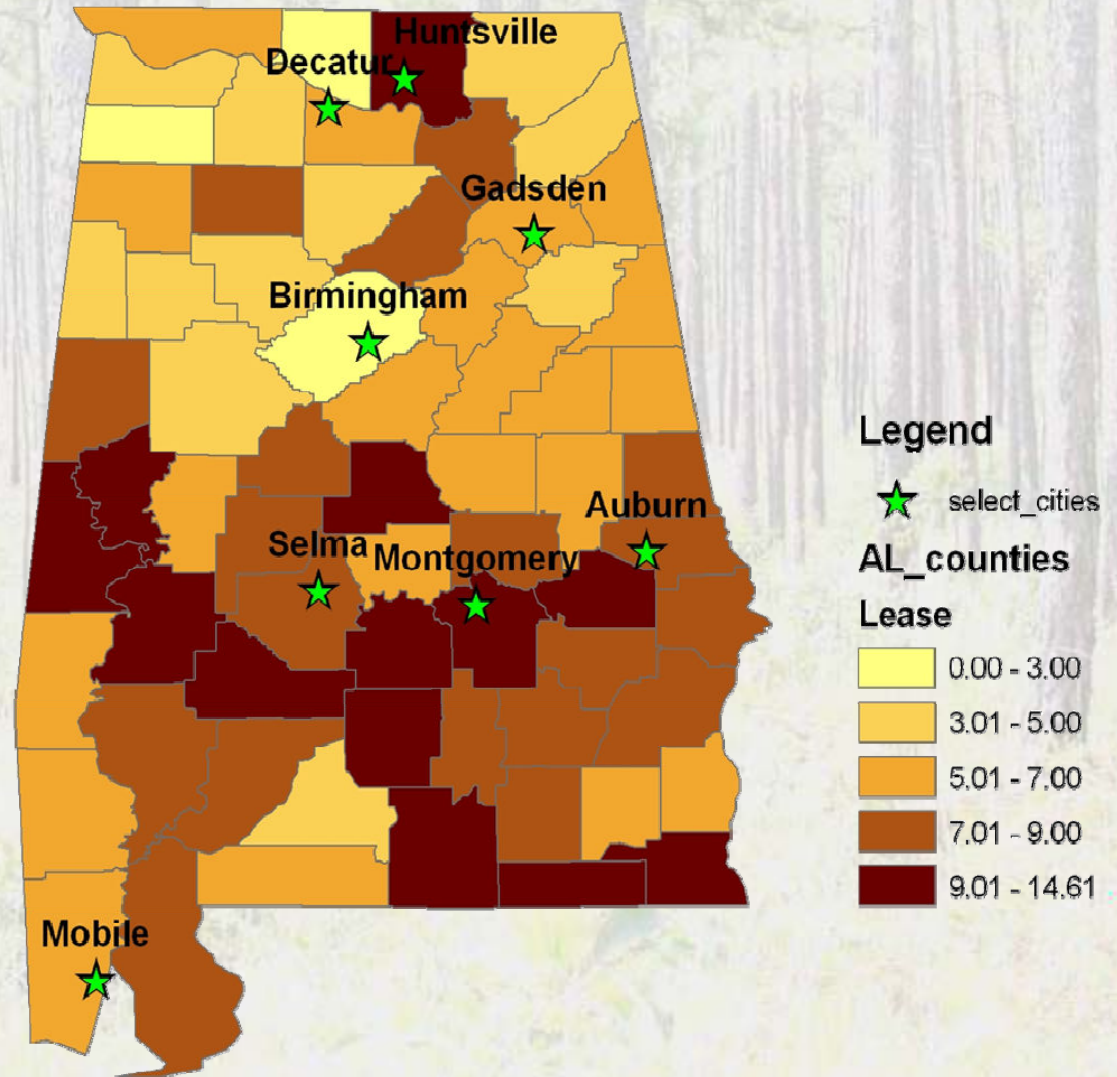 Huntsville
Decatur
Gadsden
Birmingham
Auburn
Selma
Montgomery
Mobile
Legend
select_cities
AL_counties
Lease
0.00 - 3.00
3.01 - 5.00
5.01 - 7.00
7.01 - 9.00
9.01 - 14.61